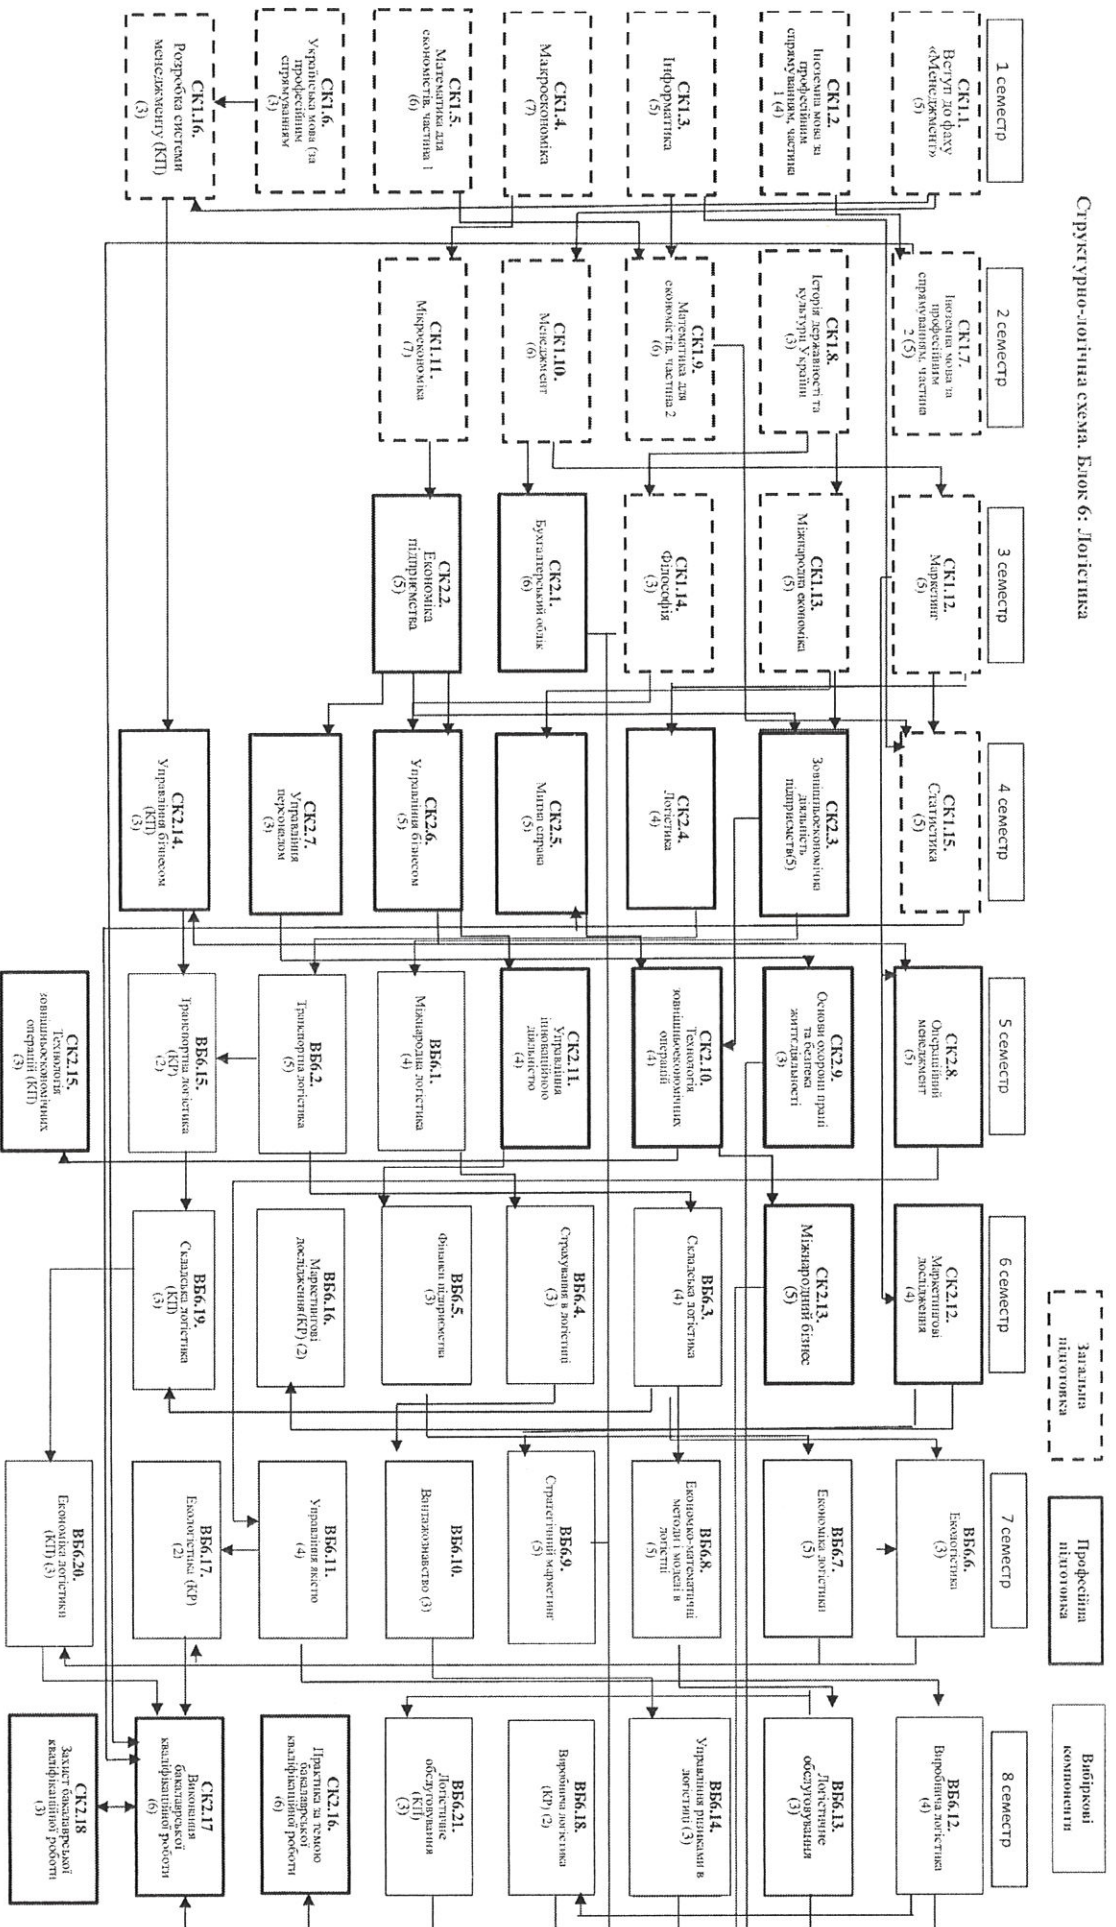 Структурно-логічна схема. Блок 6: Логістика
Загальна
підготовка
Професійна
підготовка
Вибіркові
компоненти
1 семестр
СК1.1.
Вступ до фаху
«Менеджмент»
(5)
СК1.2.
Іноземна мова за
професійним
спрямуванням, частина
1 (4)
СК1.3.
Інформатика
(5)
СК1.4.
Макроекономіка
(7)
СК1.5.
Математика для
економістів, частина 1
(6)
СК1.6.
Українська мова (за
професійним
спрямуванням
(3)
СК1.16.
Розробка системи
менеджменту (КП)
(3)
2 семестр
СК1.7.
Іноземна мова за
професійним
спрямуванням, частина
2 (5)
СК1.8.
Історія державності та
культури України
(3)
СК1.9.
Математика для
економістів, частина 2
(6)
СК1.10.
Менеджмент
(6)
СК1.11.
Мікроекономіка
(7)
3 семестр
СК1.12.
Маркетинг
(5)
СК1.13.
Міжнародна економіка
(5)
СК1.14.
Філософія
(3)
СК2.1.
Бухгалтерський облік
(6)
СК2.2.
Економіка
підприємства
(5)
4 семестр
СК1.15.
Статистика
(5)
СК2.3.
Зовнішньоекономічна
діяльність
підприємств(5)
СК2.4.
Логістика
(4)
СК2.5.
Митна справа
(5)
СК2.6.
Управління бізнесом
(5)
СК2.7.
Управління
персоналом
(3)
СК2.14.
Управління бізнесом
(КП)
(3)
5 семестр
СК2.8.
Операційний
менеджмент
(5)
СК2.9.
Основи охорони праці
та безпека
життєдіяльності
(3)
СК2.10.
Технологія
зовнішньоекономічних
операцій
(4)
СК2.11.
Управління
інноваційною
діяльністю
(4)
ВБ6.1.
Міжнародна логістика
(4)
ВБ6.2.
Транспортна логістика
(5)
ВБ6.15.
Транспортна логістика
(КР)
(2)
СК2.15.
Технологія
зовнішньоекономічних
операцій (КП)
(3)
6 семестр
СК2.12.
Маркетингові
дослідження
(4)
СК2.13.
Міжнародний бізнес
(5)
ВБ6.3.
Складська логістика
(4)
ВБ6.4.
Страхування в логістиці
(3)
ВБ6.5.
Фінанси підприємства
(3)
ВБ6.16.
Маркетингові
дослідження(КР) (2)
ВБ6.19.
Складська логістика
(КП)
(3)
7 семестр
ВБ6.6.
Екологістика
(3)
ВБ6.7.
Економіка логістики
(5)
ВБ6.8.
Економко-математичні
методи і моделі в
логістиці
(5)
ВБ6.9.
Стратегічний маркетинг
(5)
ВБ6.10.
Вантажознавство (3)
ВБ6.11.
Управління якістю
(4)
ВБ6.17.
Екологістика (КР)
(2)
ВБ6.20.
Економіка логістики
(КП) (3)
8 семестр
ВБ6.12.
Виробнича логістика
(4)
ВБ6.13.
Логістичне
обслуговування
(3)
ВБ6.14.
Управління ризиками в
логістиці (3)
ВБ6.18.
Виробнича логістика
(КР) (2)
ВБ6.21.
Логістичне
обслуговування
(КП)
(3)
СК2.16.
Практика за темою
бакалаврської
кваліфікаційної роботи
(6)
СК2.17
Виконання
бакалаврської
кваліфікаційної роботи
(6)
СК2.18
Захист бакалаврської
кваліфікаційної роботи
(3)